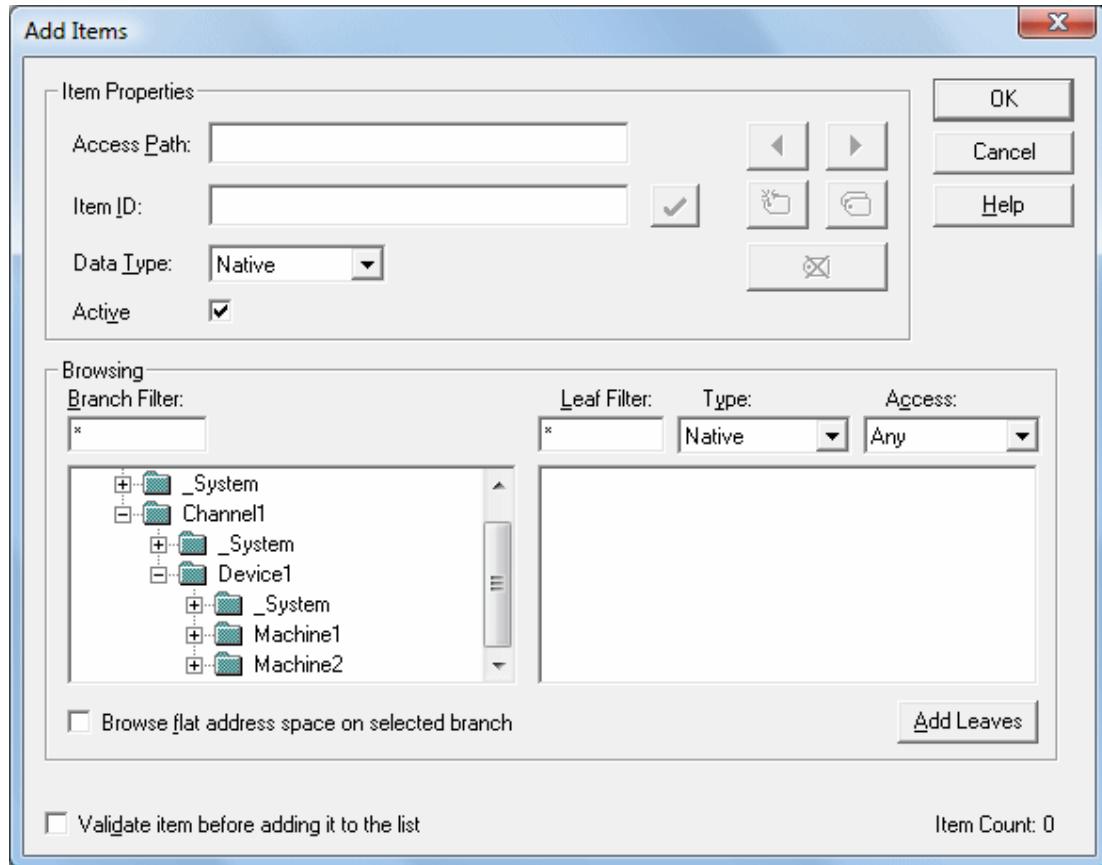 Add Items
Item Properties
OK
Access Path:
Cancel
Item ID:
Help
Data Type: Native
Active
Browsing
Branch Filter: Leaf Filter: Type: Access:
* * Native Any
_System
Channel1
_System
Device1
_System
Machine1
Machine2
Browse flat address space on selected branch Add Leaves
Validate item before adding it to the list Item Count: 0